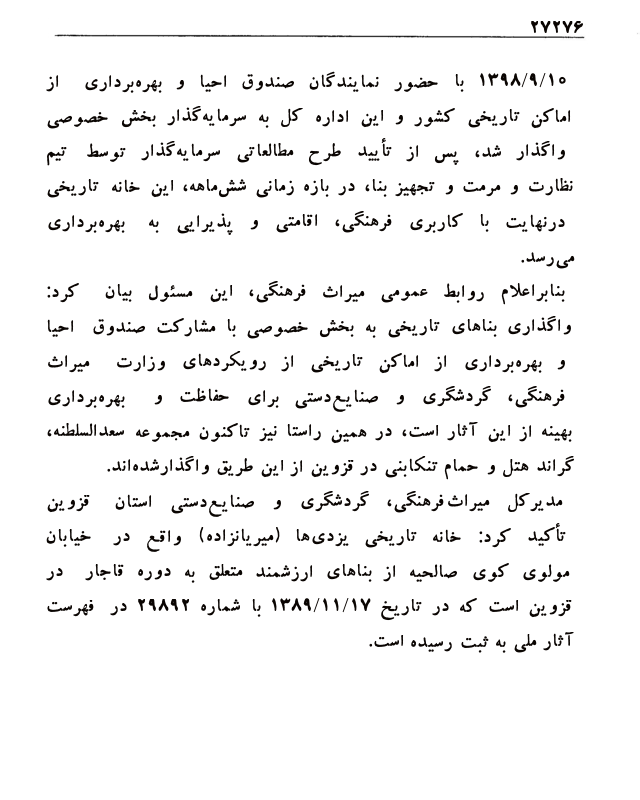 ۲۷۲۷۶
۱۳۹۸/۹/۱۰ با حضور نمایندگان صندوق احیا و بهره‌برداری از
اماکن تاریخی کشور و این اداره کل به سرمایه‌گذار بخش خصوصی
واگذار شد، پس از تأیید طرح مطالعاتی سرمایه‌گذار توسط تیم
نظارت و مرمت و تجهیز بنا، در بازه زمانی شش‌ماهه، این خانه تاریخی
درنهایت با کاربری فرهنگی، اقامتی و پذیرایی به بهره‌برداری
می‌رسد.
بنابراعلام روابط عمومی میراث فرهنگی، این مسئول بیان کرد:
واگذاری بناهای تاریخی به بخش خصوصی با مشارکت صندوق احیا
و بهره‌برداری از اماکن تاریخی از رویکردهای وزارت میراث
فرهنگی، گردشگری و صنایع‌دستی برای حفاظت و بهره‌برداری
بهینه از این آثار است، در همین راستا نیز تاکنون مجموعه سعدالسلطنه،
گراند هتل و حمام تنکابنی در قزوین از این طریق واگذارشده‌اند.
مدیرکل میراث‌فرهنگی، گردشگری و صنایع‌دستی استان قزوین
تأکید کرد: خانه تاریخی یزدی‌ها (میریانزاده) واقع در خیابان
مولوی کوی صالحیه از بناهای ارزشمند متعلق به دوره قاجار در
قزوین است که در تاریخ ۱۳۸۹/۱۱/۱۷ با شماره ۲۹۸۹۲ در فهرست
آثار ملی به ثبت رسیده است.